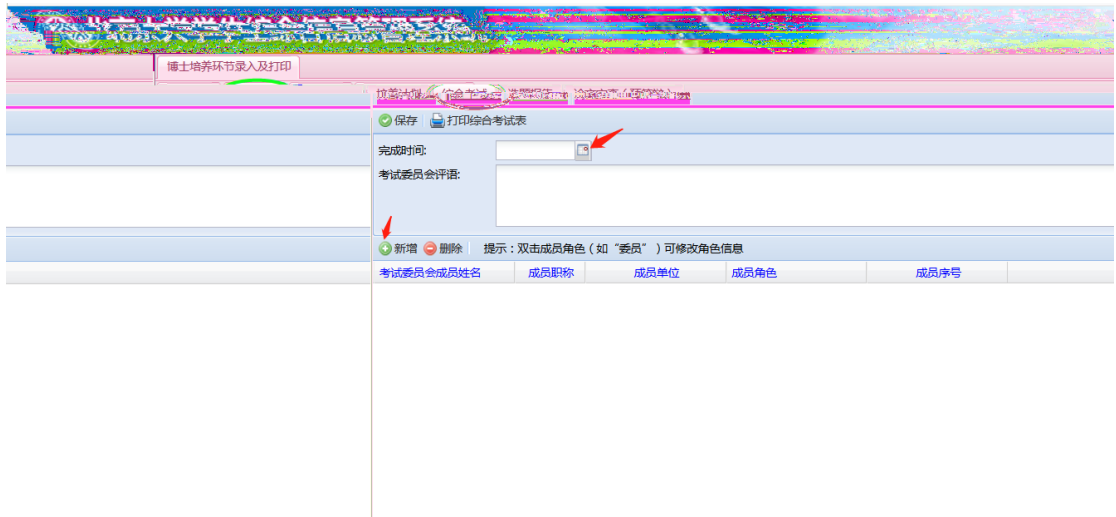 博士培养环节录入及打印
保存 打印综合考试表
完成时间:
考试委员会评语:
新增 删除 提示：双击成员角色（如“委员”）可修改角色信息
考试委员会成员姓名 成员职称 成员单位 成员角色 成员序号